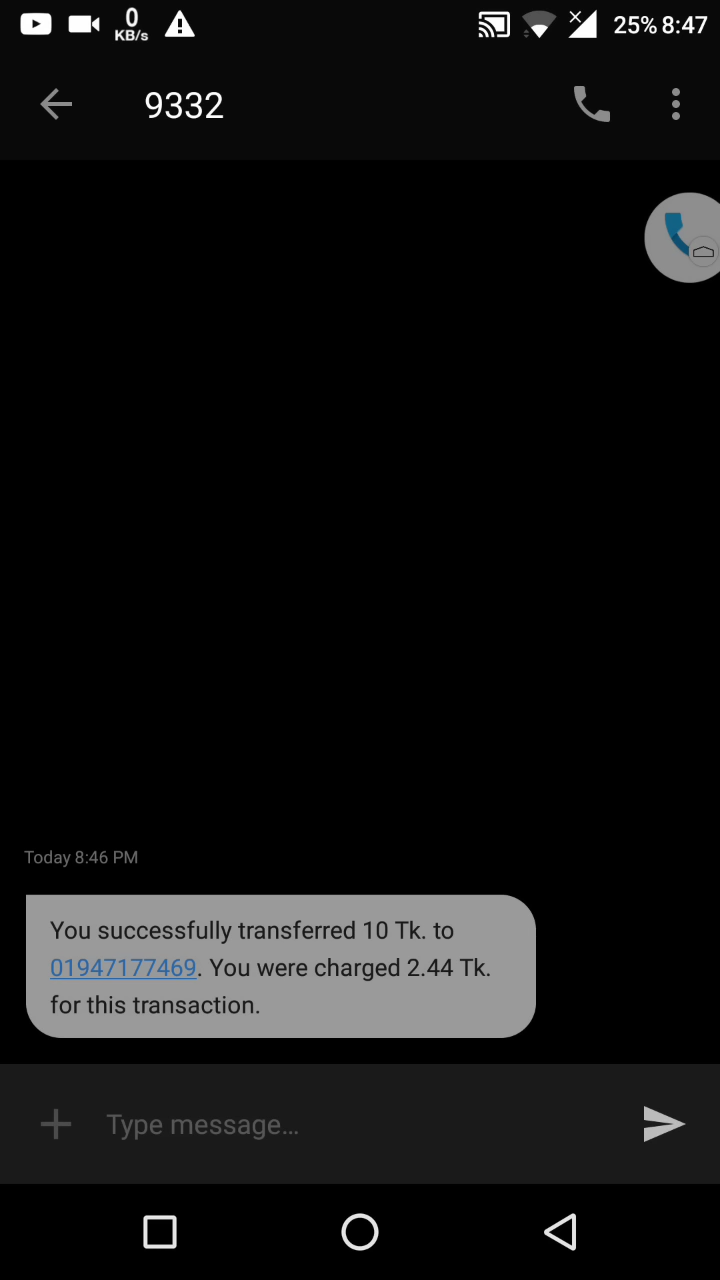 0
KB/s
25% 8:47
9332
Today 8:46 PM
You successfully transferred 10 Tk. to
01947177469. You were charged 2.44 Tk.
for this transaction.
Type message…